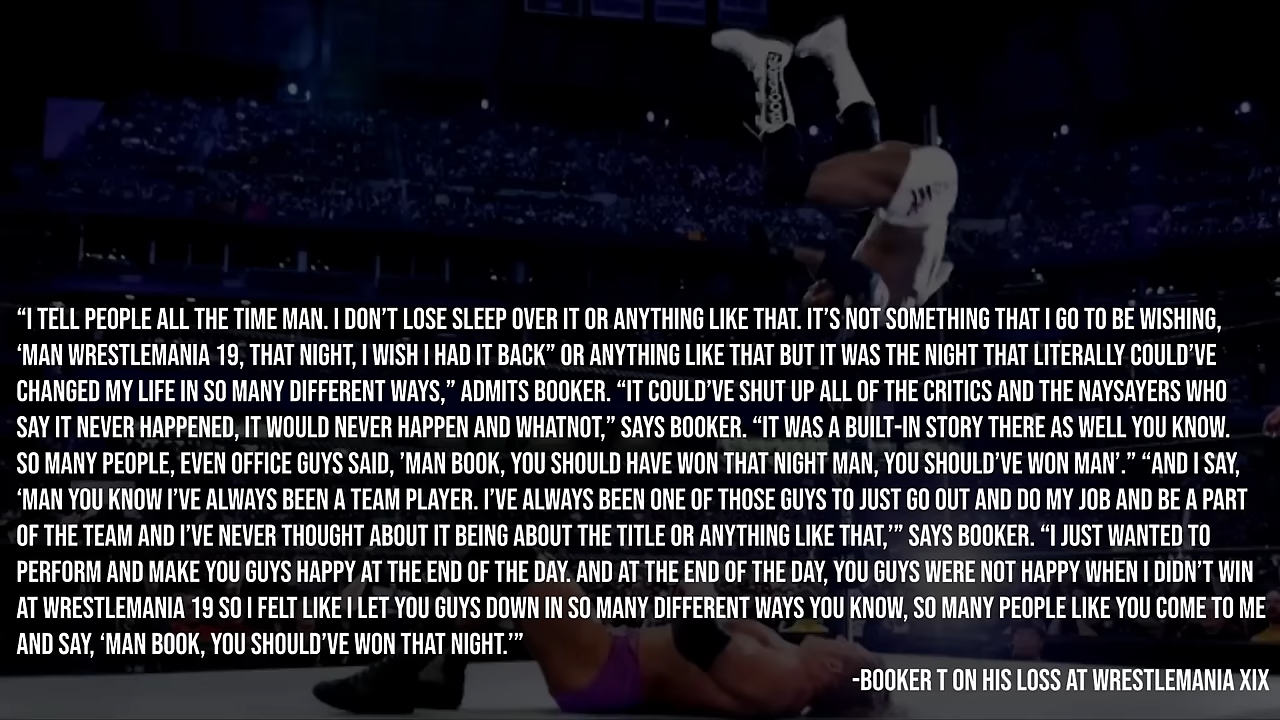 “I TELL PEOPLE ALL THE TIME MAN. I DON’T LOSE SLEEP OVER IT OR ANYTHING LIKE THAT. IT’S NOT SOMETHING THAT I GO TO BE WISHING,
‘MAN WRESTLEMANIA 19, THAT NIGHT, I WISH I HAD IT BACK” OR ANYTHING LIKE THAT BUT IT WAS THE NIGHT THAT LITERALLY COULD’VE
CHANGED MY LIFE IN SO MANY DIFFERENT WAYS,” ADMITS BOOKER. “IT COULD’VE SHUT UP ALL OF THE CRITICS AND THE NAYSAYERS WHO
SAY IT NEVER HAPPENED, IT WOULD NEVER HAPPEN AND WHATNOT,” SAYS BOOKER. “IT WAS A BUILT-IN STORY THERE AS WELL YOU KNOW.
SO MANY PEOPLE, EVEN OFFICE GUYS SAID, ’MAN BOOK, YOU SHOULD HAVE WON THAT NIGHT MAN, YOU SHOULD’VE WON MAN’.” “AND I SAY,
‘MAN YOU KNOW I’VE ALWAYS BEEN A TEAM PLAYER. I’VE ALWAYS BEEN ONE OF THOSE GUYS TO JUST GO OUT AND DO MY JOB AND BE A PART
OF THE TEAM AND I’VE NEVER THOUGHT ABOUT IT BEING ABOUT THE TITLE OR ANYTHING LIKE THAT,’” SAYS BOOKER. “I JUST WANTED TO
PERFORM AND MAKE YOU GUYS HAPPY AT THE END OF THE DAY. AND AT THE END OF THE DAY, YOU GUYS WERE NOT HAPPY WHEN I DIDN’T WIN
AT WRESTLEMANIA 19 SO I FELT LIKE I LET YOU GUYS DOWN IN SO MANY DIFFERENT WAYS YOU KNOW, SO MANY PEOPLE LIKE YOU COME TO ME
AND SAY, ‘MAN BOOK, YOU SHOULD’VE WON THAT NIGHT.’”
-BOOKER T ON HIS LOSS AT WRESTLEMANIA XIX